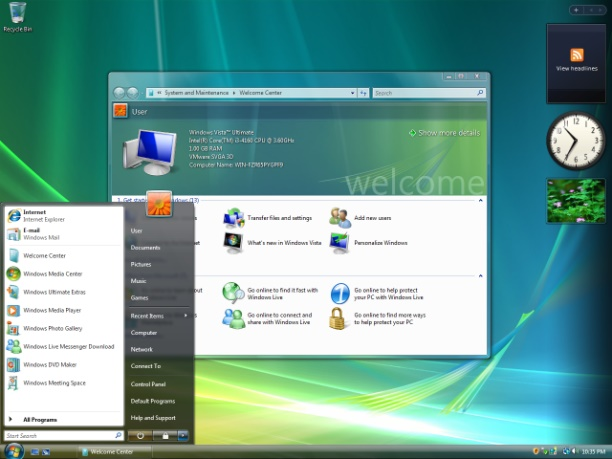 Recycle Bin
View headlines
System and Maintenance
Welcome Center
Search
User
Windows Vista™ Ultimate
Intel(R) Core(TM) i3-4160 CPU @ 3.60GHz
1.00 GB RAM
VMware SVGA 3D
Computer Name:
Show more details
welcome
Transfer files and settings
Add new users
What's new in Windows Vista
Personalize Windows
Go online to find it fast with
Windows Live
Go online to help protect
your PC with Windows Live
Go online to connect and
share with Windows Live
Go online to find more ways
to help protect your PC
Internet
Internet Explorer
E-mail
Windows Mail
Welcome Center
Windows Media Center
Windows Ultimate Extras
Windows Media Player
Windows Photo Gallery
Windows Live Messenger Download
Windows DVD Maker
Windows Meeting Space
All Programs
Start Search
User
Documents
Pictures
Music
Games
Recent Items
Computer
Network
Connect To
Control Panel
Default Programs
Help and Support
Welcome Center
10:35 PM